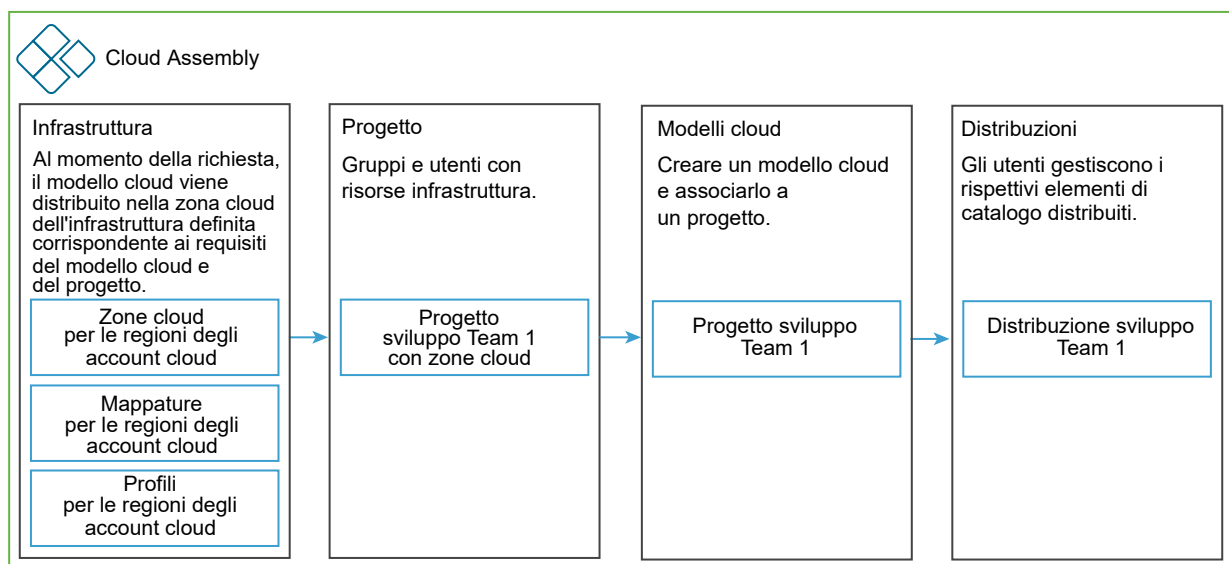 Cloud Assembly
Infrastruttura
Al momento della richiesta,
il modello cloud viene
distribuito nella zona cloud
dell'infrastruttura definita
corrispondente ai requisiti
del modello cloud e
del progetto.
Zone cloud
per le regioni degli
account cloud
Mappature
per le regioni degli
account cloud
Profili
per le regioni degli
account cloud
Progetto
Gruppi e utenti con
risorse infrastruttura.
Progetto
sviluppo Team 1
con zone cloud
Modelli cloud
Creare un modello cloud
e associarlo a
un progetto.
Progetto sviluppo
Team 1
Distribuzioni
Gli utenti gestiscono i
rispettivi elementi di
catalogo distribuiti.
Distribuzione sviluppo
Team 1